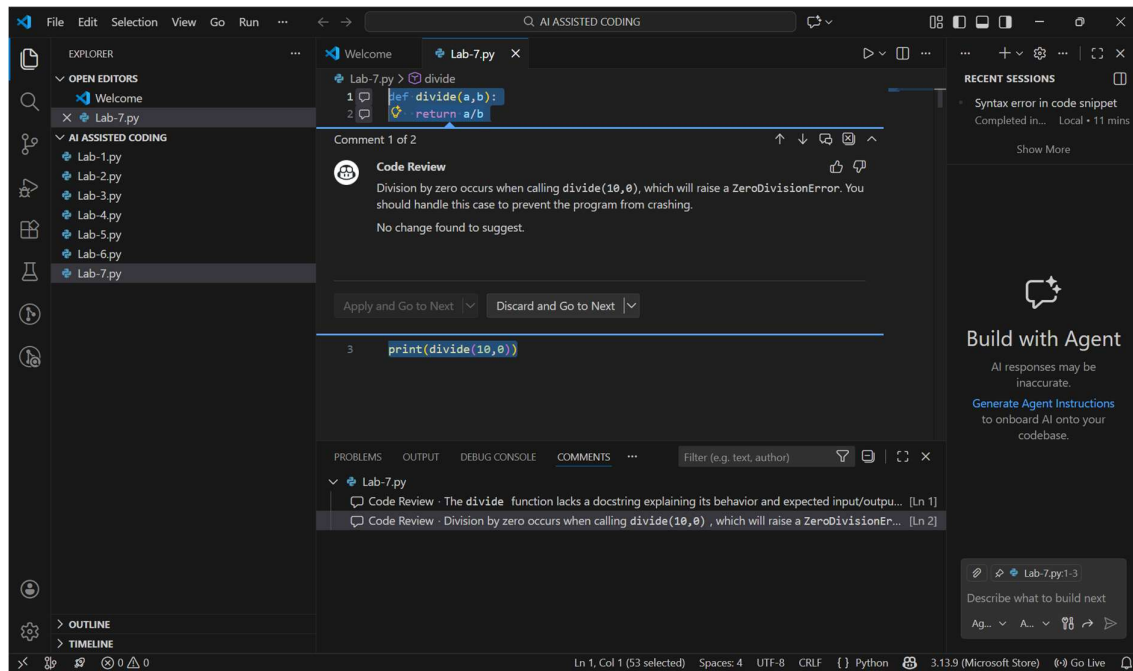 File Edit Selection View Go Run ···
AI ASSISTED CODING
EXPLORER ···
OPEN EDITORS
Welcome
Lab-7.py
AI ASSISTED CODING
Lab-1.py
Lab-2.py
Lab-3.py
Lab-4.py
Lab-5.py
Lab-6.py
Lab-7.py
OUTLINE
TIMELINE
Welcome Lab-7.py
Lab-7.py > divide
1 def divide(a,b):
2 return a/b
Comment 1 of 2
Code Review
Division by zero occurs when calling divide(10,0), which will raise a ZeroDivisionError. You
should handle this case to prevent the program from crashing.
No change found to suggest.
Apply and Go to Next Discard and Go to Next
3 print(divide(10,0))
PROBLEMS OUTPUT DEBUG CONSOLE COMMENTS ··· Filter (e.g. text, author)
Lab-7.py
Code Review · The divide function lacks a docstring explaining its behavior and expected input/outpu... [Ln 1]
Code Review · Division by zero occurs when calling divide(10,0) , which will raise a ZeroDivisionEr... [Ln 2]
RECENT SESSIONS
Syntax error in code snippet
Completed in... Local • 11 mins
Show More
Build with Agent
AI responses may be
inaccurate.
Generate Agent Instructions
to onboard AI onto your
codebase.
Lab-7.py:1-3
Describe what to build next
Ag... A...
0 0 Ln 1, Col 1 (53 selected) Spaces: 4 UTF-8 CRLF { } Python 3.13.9 (Microsoft Store) Go Live